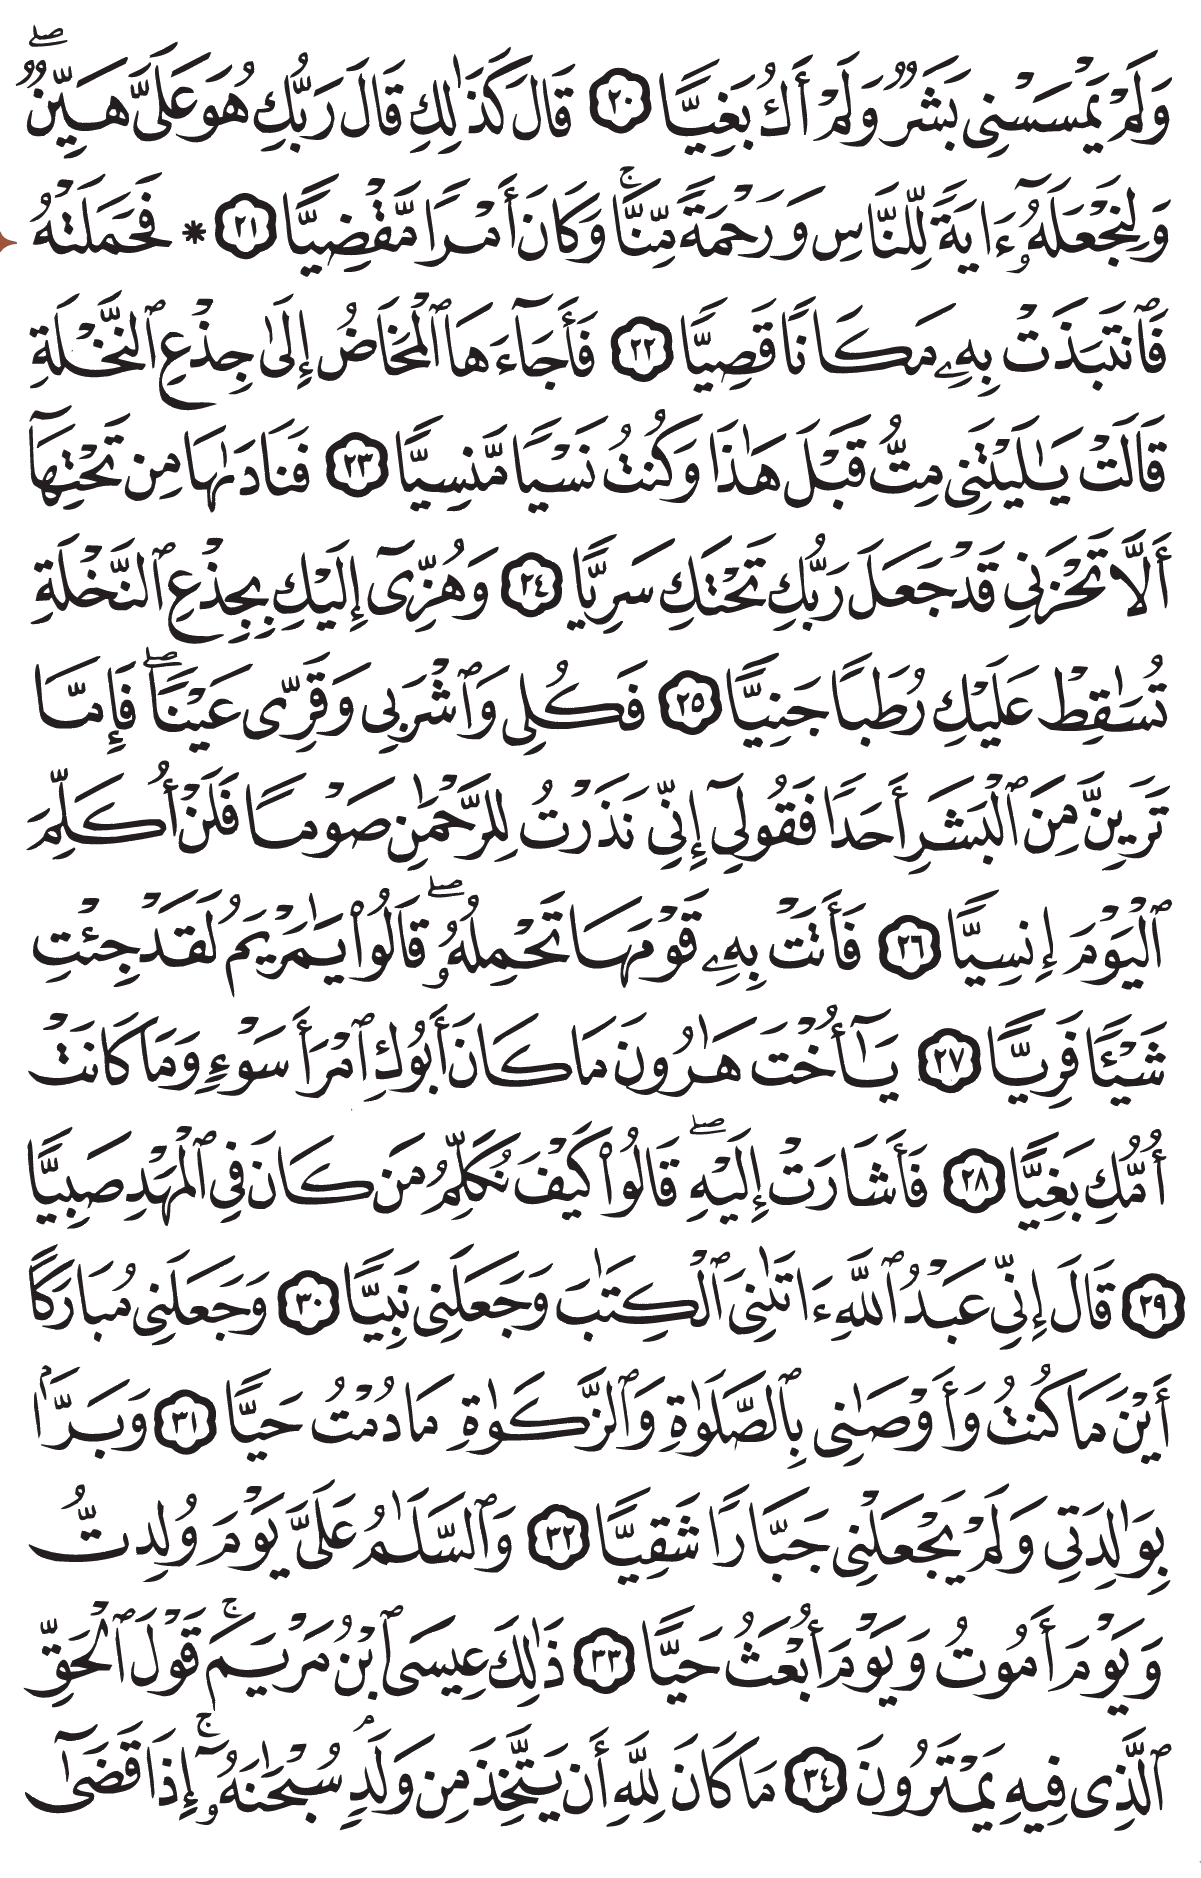 وَلَمْ يَمْسَسْنِى بَشَرٌ وَلَمْ أَكُ بَغِيًّا ٢٠ قَالَ كَذَٰلِكِ قَالَ رَبُّكِ هُوَ عَلَىَّ هَيِّنٌ ۖ
وَلِنَجْعَلَهُۥٓ ءَايَةً لِّلنَّاسِ وَرَحْمَةً مِّنَّا ۚ وَكَانَ أَمْرًا مَّقْضِيًّا ٢١ * فَحَمَلَتْهُ
فَٱنتَبَذَتْ بِهِۦ مَكَانًا قَصِيًّا ٢٢ فَأَجَآءَهَا ٱلْمَخَاضُ إِلَىٰ جِذْعِ ٱلنَّخْلَةِ
قَالَتْ يَٰلَيْتَنِى مِتُّ قَبْلَ هَٰذَا وَكُنتُ نَسْيًا مَّنسِيًّا ٢٣ فَنَادَىٰهَا مِن تَحْتِهَآ
أَلَّا تَحْزَنِى قَدْ جَعَلَ رَبُّكِ تَحْتَكِ سَرِيًّا ٢٤ وَهُزِّىٓ إِلَيْكِ بِجِذْعِ ٱلنَّخْلَةِ
تُسَٰقِطْ عَلَيْكِ رُطَبًا جَنِيًّا ٢٥ فَكُلِى وَٱشْرَبِى وَقَرِّى عَيْنًا ۖ فَإِمَّا
تَرَيِنَّ مِنَ ٱلْبَشَرِ أَحَدًا فَقُولِىٓ إِنِّى نَذَرْتُ لِلرَّحْمَٰنِ صَوْمًا فَلَنْ أُكَلِّمَ
ٱلْيَوْمَ إِنسِيًّا ٢٦ فَأَتَتْ بِهِۦ قَوْمَهَا تَحْمِلُهُۥ ۖ قَالُوا۟ يَٰمَرْيَمُ لَقَدْ جِئْتِ
شَيْـًٔا فَرِيًّا ٢٧ يَٰٓأُخْتَ هَٰرُونَ مَا كَانَ أَبُوكِ ٱمْرَأَ سَوْءٍ وَمَا كَانَتْ
أُمُّكِ بَغِيًّا ٢٨ فَأَشَارَتْ إِلَيْهِ ۖ قَالُوا۟ كَيْفَ نُكَلِّمُ مَن كَانَ فِى ٱلْمَهْدِ صَبِيًّا
٢٩ قَالَ إِنِّى عَبْدُ ٱللَّهِ ءَاتَىٰنِىَ ٱلْكِتَٰبَ وَجَعَلَنِى نَبِيًّا ٣٠ وَجَعَلَنِى مُبَارَكًا
أَيْنَ مَا كُنتُ وَأَوْصَٰنِى بِٱلصَّلَوٰةِ وَٱلزَّكَوٰةِ مَا دُمْتُ حَيًّا ٣١ وَبَرًّۢا
بِوَٰلِدَتِى وَلَمْ يَجْعَلْنِى جَبَّارًا شَقِيًّا ٣٢ وَٱلسَّلَٰمُ عَلَىَّ يَوْمَ وُلِدتُّ
وَيَوْمَ أَمُوتُ وَيَوْمَ أُبْعَثُ حَيًّا ٣٣ ذَٰلِكَ عِيسَى ٱبْنُ مَرْيَمَ ۚ قَوْلَ ٱلْحَقِّ
ٱلَّذِى فِيهِ يَمْتَرُونَ ٣٤ مَا كَانَ لِلَّهِ أَن يَتَّخِذَ مِن وَلَدٍۢ سُبْحَٰنَهُۥٓ ۚ إِذَا قَضَىٰٓ